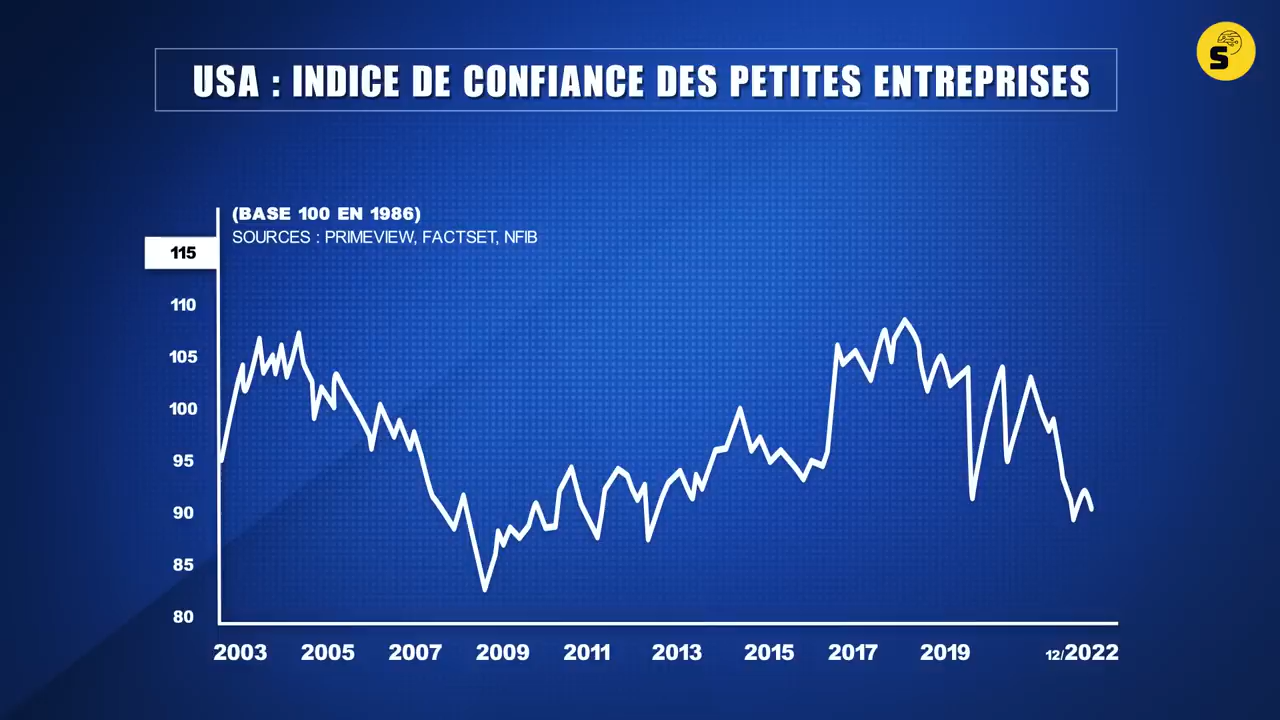 USA : INDICE DE CONFIANCE DES PETITES ENTREPRISES
S
(BASE 100 EN 1986)
SOURCES : PRIMEVIEW, FACTSET, NFIB
115
110
105
100
95
90
85
80
2003 2005 2007 2009 2011 2013 2015 2017 2019 12/2022